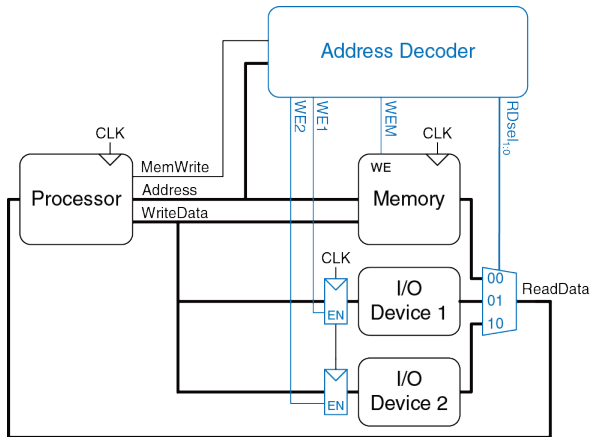 Address Decoder
WE2
WE1
WEM
RDsel1:0
CLK
CLK
MemWrite
WE
Processor
Address
Memory
WriteData
CLK
I/O
Device 1
EN
00
01
10
ReadData
I/O
Device 2
EN